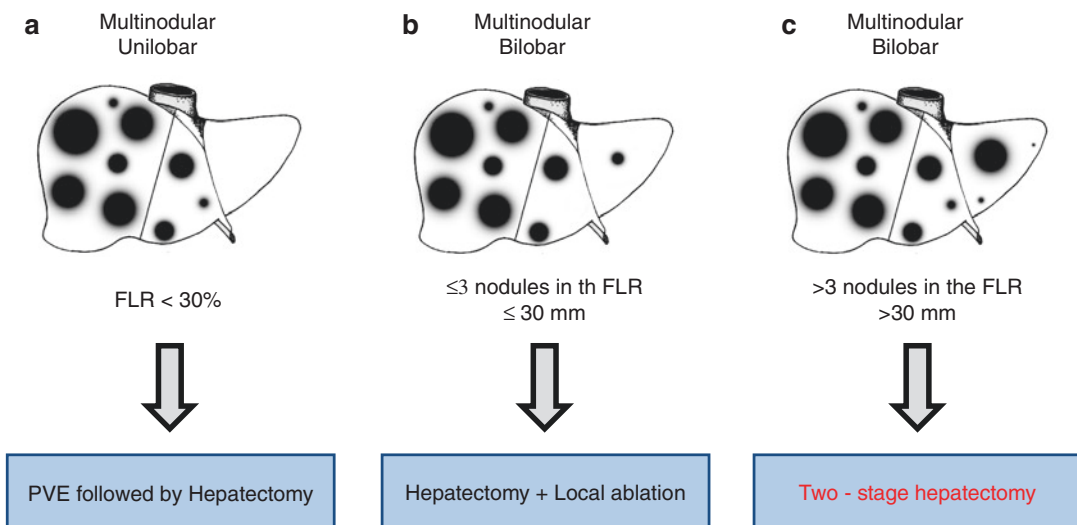 a
Multinodular
Unilobar
FLR < 30%
PVE followed by Hepatectomy
b
Multinodular
Bilobar
≤3 nodules in th FLR
≤ 30 mm
Hepatectomy + Local ablation
c
Multinodular
Bilobar
>3 nodules in the FLR
>30 mm
Two - stage hepatectomy